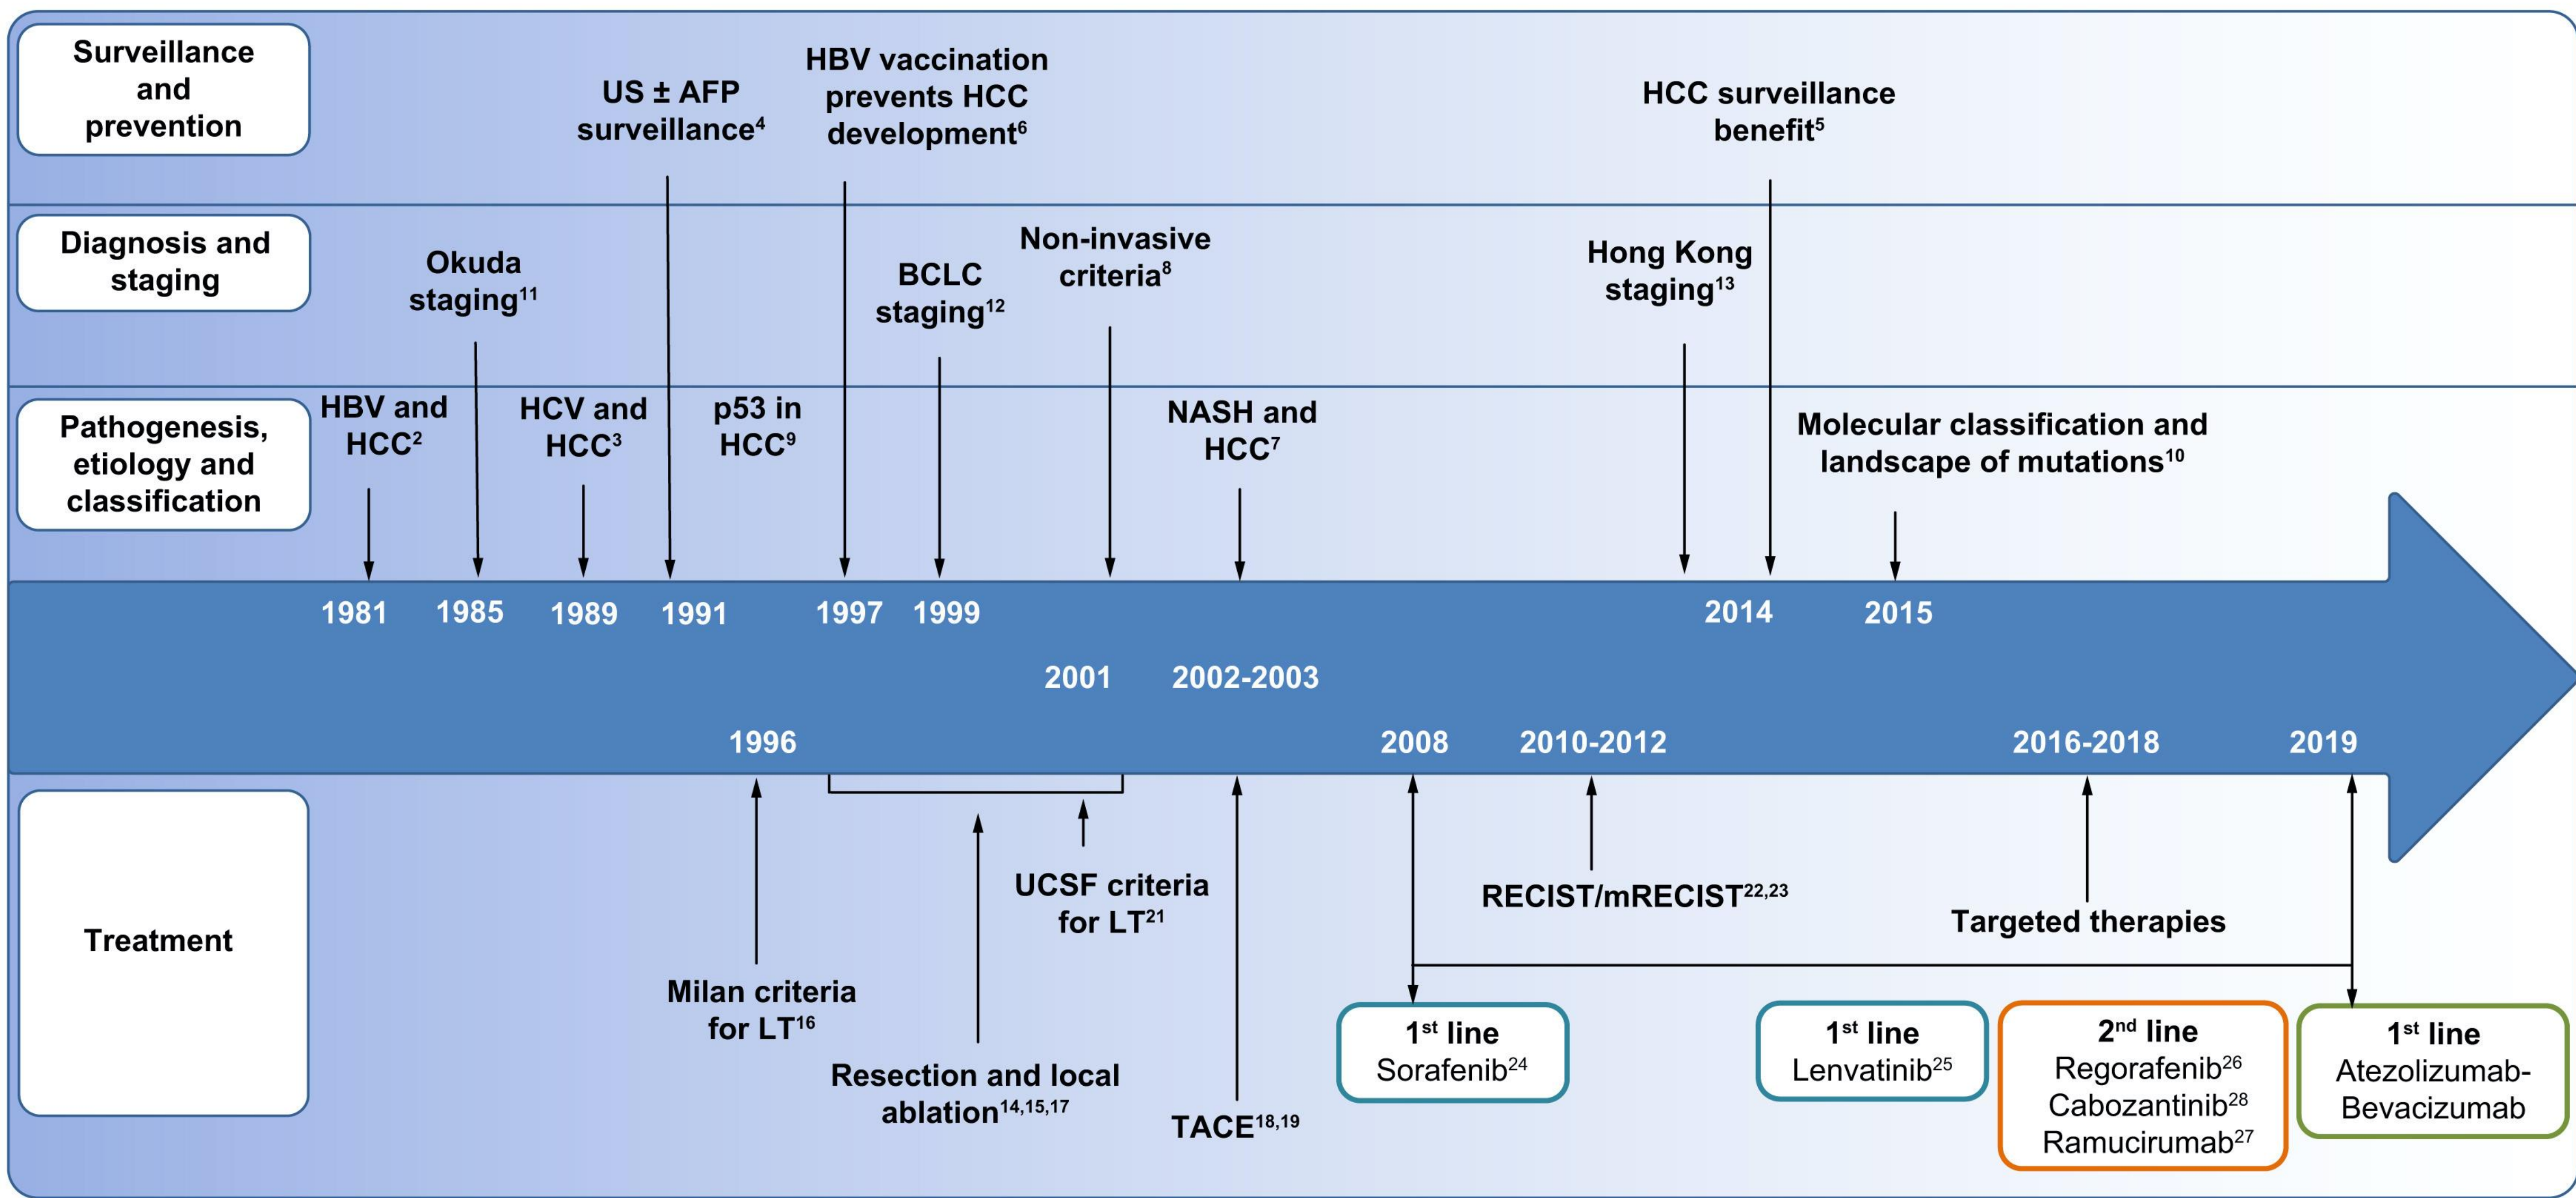 Surveillance
and
prevention
US ± AFP
surveillance⁴
HBV vaccination
prevents HCC
development⁶
HCC surveillance
benefit⁵
Diagnosis and
staging
Okuda
staging¹¹
BCLC
staging¹²
Non-invasive
criteria⁸
Hong Kong
staging¹³
Pathogenesis,
etiology and
classification
HBV and
HCC²
HCV and
HCC³
p53 in
HCC⁹
NASH and
HCC⁷
Molecular classification and
landscape of mutations¹⁰
1981
1985
1989
1991
1997
1999
2014
2015
2001
2002-2003
1996
2008
2010-2012
2016-2018
2019
Treatment
Milan criteria
for LT¹⁶
Resection and local
ablation¹⁴,¹⁵,¹⁷
UCSF criteria
for LT²¹
TACE¹⁸,¹⁹
RECIST/mRECIST²²,²³
Targeted therapies
1ˢᵗ line
Sorafenib²⁴
1ˢᵗ line
Lenvatinib²⁵
2ⁿᵈ line
Regorafenib²⁶
Cabozantinib²⁸
Ramucirumab²⁷
1ˢᵗ line
Atezolizumab-
Bevacizumab